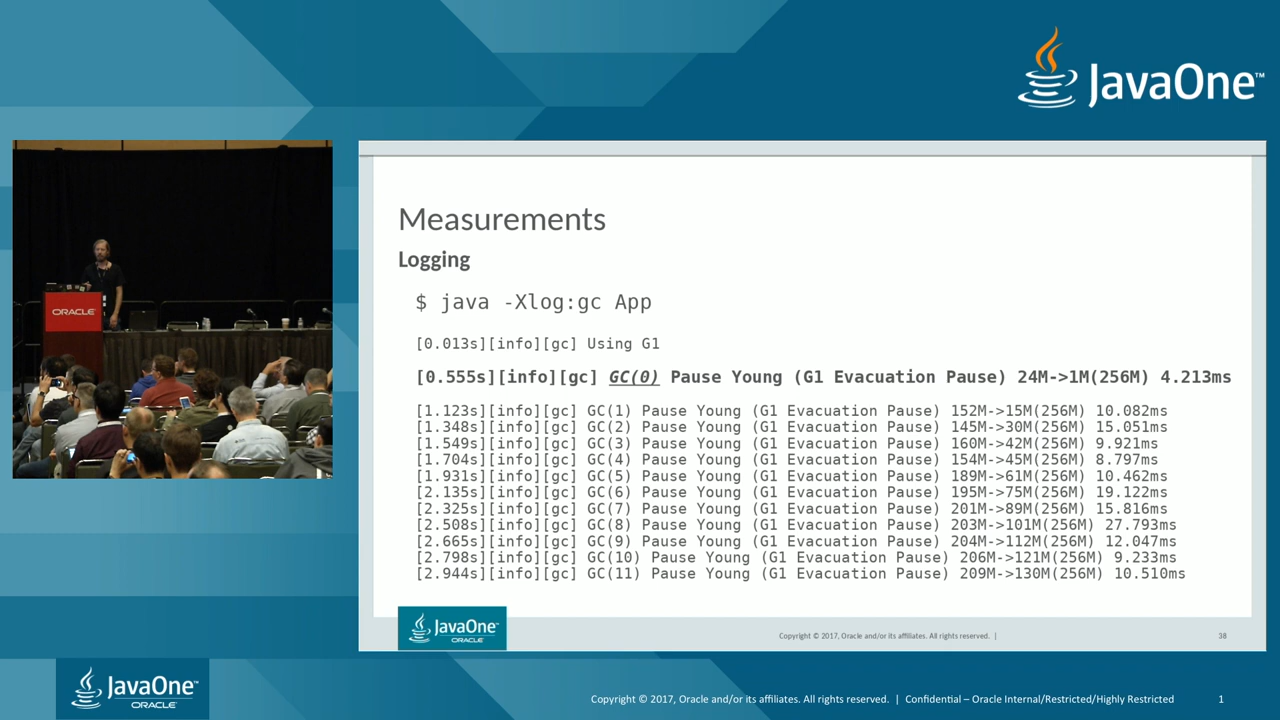 JavaOne™
ORACLE
Measurements
Logging
$ java -Xlog:gc App
[0.013s][info][gc] Using G1
[0.555s][info][gc] GC(0) Pause Young (G1 Evacuation Pause) 24M->1M(256M) 4.213ms
[1.123s][info][gc] GC(1) Pause Young (G1 Evacuation Pause) 152M->15M(256M) 10.082ms
[1.348s][info][gc] GC(2) Pause Young (G1 Evacuation Pause) 145M->30M(256M) 15.051ms
[1.549s][info][gc] GC(3) Pause Young (G1 Evacuation Pause) 160M->42M(256M) 9.921ms
[1.704s][info][gc] GC(4) Pause Young (G1 Evacuation Pause) 154M->45M(256M) 8.797ms
[1.931s][info][gc] GC(5) Pause Young (G1 Evacuation Pause) 189M->61M(256M) 10.462ms
[2.135s][info][gc] GC(6) Pause Young (G1 Evacuation Pause) 195M->75M(256M) 19.122ms
[2.325s][info][gc] GC(7) Pause Young (G1 Evacuation Pause) 201M->89M(256M) 15.816ms
[2.508s][info][gc] GC(8) Pause Young (G1 Evacuation Pause) 203M->101M(256M) 27.793ms
[2.665s][info][gc] GC(9) Pause Young (G1 Evacuation Pause) 204M->112M(256M) 12.047ms
[2.798s][info][gc] GC(10) Pause Young (G1 Evacuation Pause) 206M->121M(256M) 9.233ms
[2.944s][info][gc] GC(11) Pause Young (G1 Evacuation Pause) 209M->130M(256M) 10.510ms
JavaOne™
ORACLE
Copyright © 2017, Oracle and/or its affiliates. All rights reserved. |
38
JavaOne™
ORACLE
Copyright © 2017, Oracle and/or its affiliates. All rights reserved. | Confidential – Oracle Internal/Restricted/Highly Restricted
1